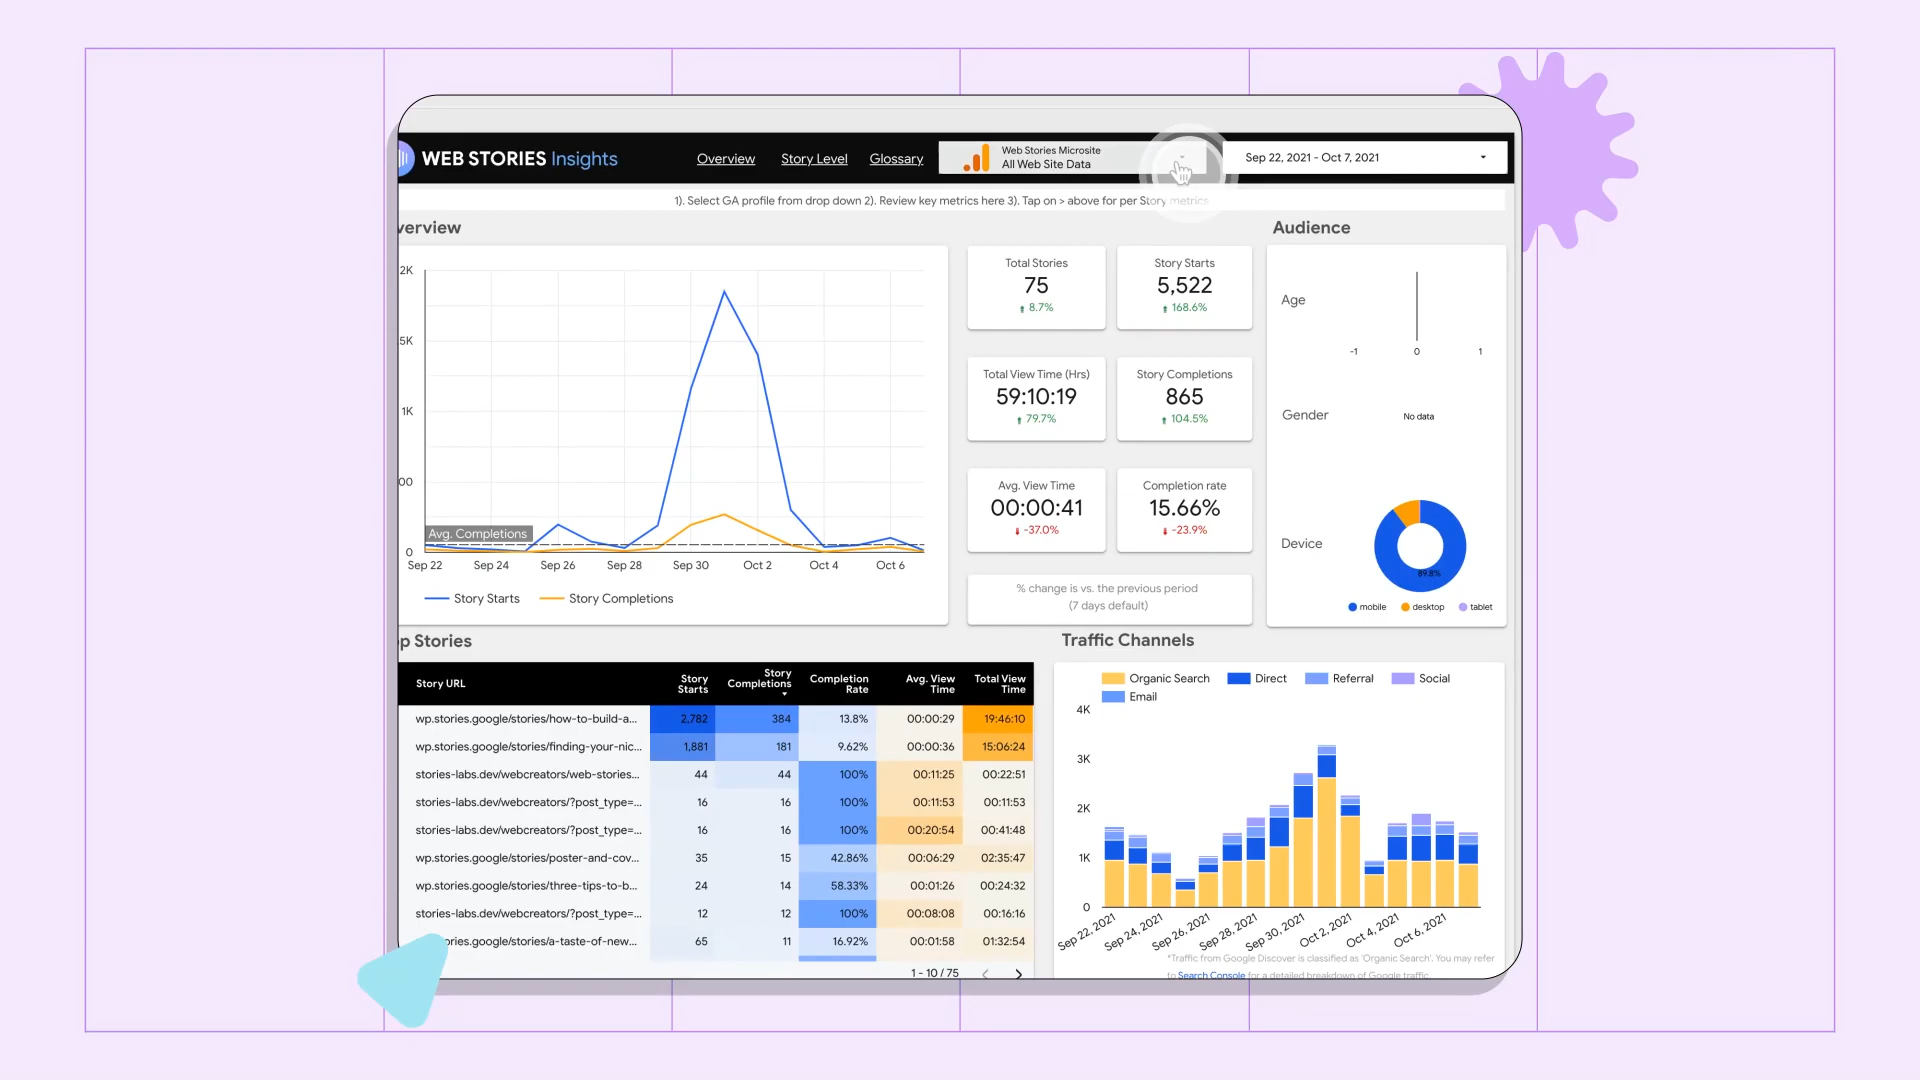 WEB STORIES Insights
Overview
Story Level
Glossary
Web Stories Microsite
All Web Site Data
Sep 22, 2021 - Oct 7, 2021
1). Select GA profile from drop down 2). Review key metrics here 3). Tap on > above for per Story metrics
verview
Audience
2K
5K
1K
00
0
Avg. Completions
Sep 22
Sep 24
Sep 26
Sep 28
Sep 30
Oct 2
Oct 4
Oct 6
Story Starts
Story Completions
Total Stories
75
8.7%
Story Starts
5,522
168.6%
Total View Time (Hrs)
59:10:19
79.7%
Story Completions
865
104.5%
Avg. View Time
00:00:41
-37.0%
Completion rate
15.66%
-23.9%
% change is vs. the previous period
(7 days default)
Age
-1
0
1
Gender
No data
Device
89.8%
mobile
desktop
tablet
p Stories
Story URL
Story Starts
Story Completions
Completion Rate
Avg. View Time
Total View Time
wp.stories.google/stories/how-to-build-a... 2,782 384 13.8% 00:00:29 19:46:10
wp.stories.google/stories/finding-your-nic... 1,881 181 9.62% 00:00:36 15:06:24
stories-labs.dev/webcreators/web-stories... 44 44 100% 00:11:25 00:22:51
stories-labs.dev/webcreators/?post_type=... 16 16 100% 00:11:53 00:11:53
stories-labs.dev/webcreators/?post_type=... 16 16 100% 00:20:54 00:41:48
wp.stories.google/stories/poster-and-cov... 35 15 42.86% 00:06:29 02:35:47
wp.stories.google/stories/three-tips-to-b... 24 14 58.33% 00:01:26 00:24:32
stories-labs.dev/webcreators/?post_type=... 12 12 100% 00:08:08 00:16:16
ories.google/stories/a-taste-of-new... 65 11 16.92% 00:01:58 01:32:54
1 - 10 / 75
Traffic Channels
Organic Search
Direct
Referral
Social
Email
4K
3K
2K
1K
0
Sep 22, 2021
Sep 24, 2021
Sep 26, 2021
Sep 28, 2021
Sep 30, 2021
Oct 2, 2021
Oct 4, 2021
Oct 6, 2021
*Traffic from Google Discover is classified as 'Organic Search'. You may refer
to Search Console for a detailed breakdown of Google traffic.